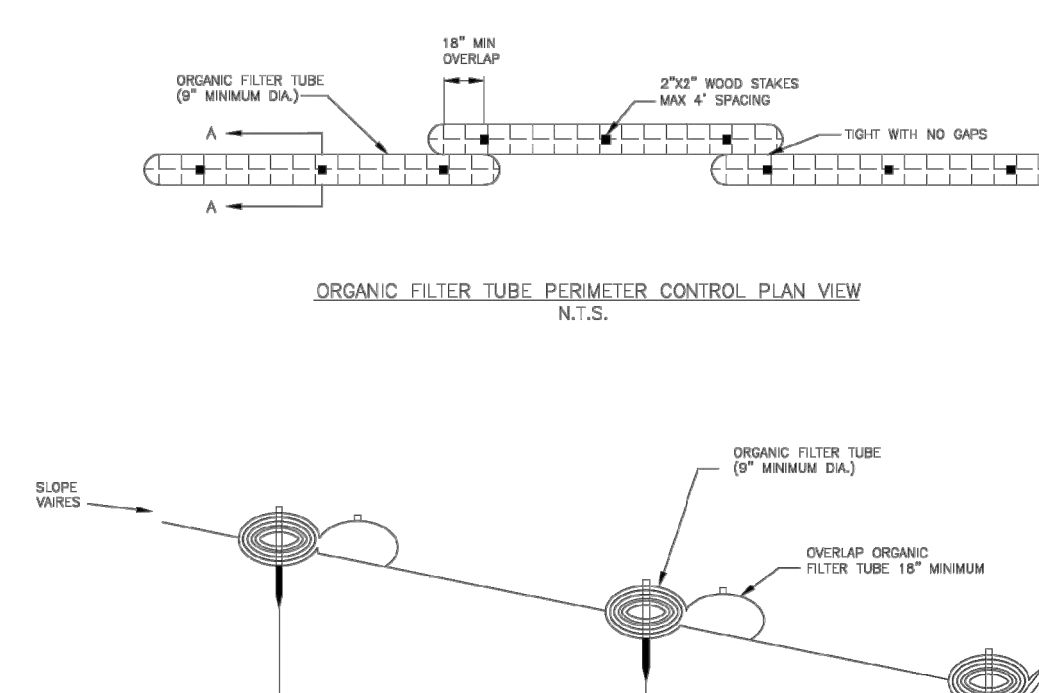 18" MIN
OVERLAP
ORGANIC FILTER TUBE
(9" MINIMUM DIA.)
2"X2" WOOD STAKES
MAX 4' SPACING
A
TIGHT WITH NO GAPS
A
ORGANIC FILTER TUBE PERIMETER CONTROL PLAN VIEW
N.T.S.
ORGANIC FILTER TUBE
(9" MINIMUM DIA.)
SLOPE
VAIRES
OVERLAP ORGANIC
FILTER TUBE 18" MINIMUM